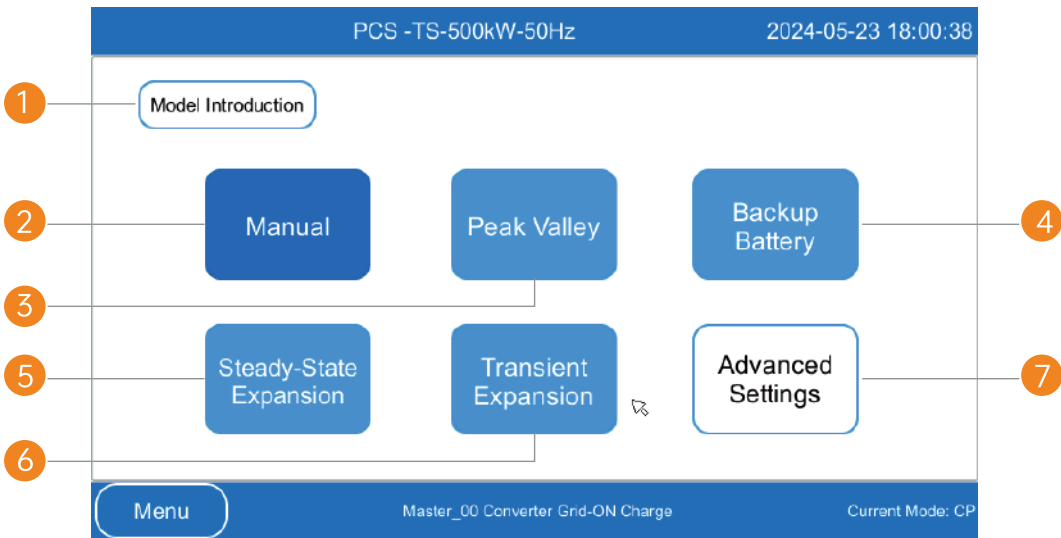 PCS -TS-500kW-50Hz
2024-05-23 18:00:38
1
Model Introduction
2
Manual
Peak Valley
Backup
Battery
4
3
5
Steady-State
Expansion
Transient
Expansion
Advanced
Settings
7
6
Menu
Master_00 Converter Grid-ON Charge
Current Mode: CP